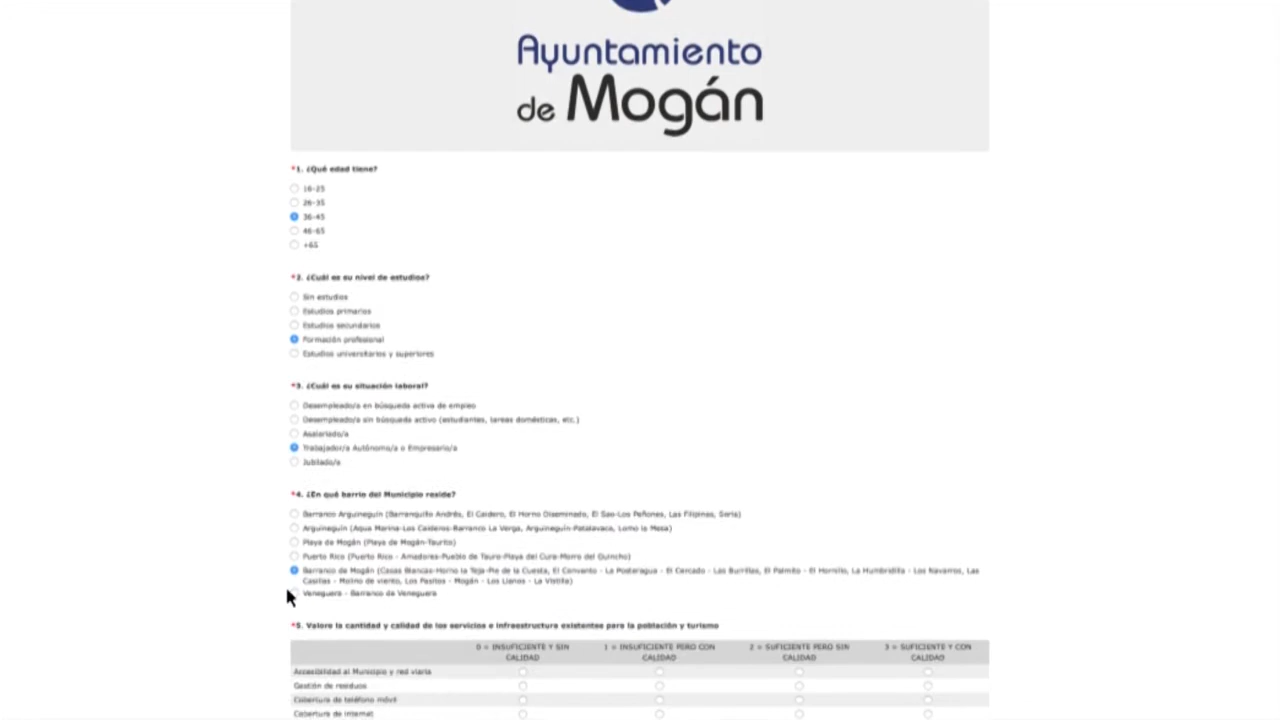 Ayuntamiento
de Mogán
*1. ¿Qué edad tiene?
16-25
26-35
36-45
46-65
+65
*2. ¿Cuál es su nivel de estudios?
Sin estudios
Estudios primarios
Estudios secundarios
Formación profesional
Estudios universitarios y superiores
*3. ¿Cuál es su situación laboral?
Desempleado/a en búsqueda activa de empleo
Desempleado/a sin búsqueda activo (estudiantes, tareas domésticas, etc.)
Asalariado/a
Trabajador/a Autónomo/a o Empresario/a
Jubilado/a
*4. ¿En qué barrio del Municipio reside?
Barranco Arguineguín (Barranquillo Andrés, El Caidero, El Horno Diseminado, El Sao-Los Peñones, Las Filipinas, Soria)
Arguineguín (Aqua Marina-Los Caideros-Barranco La Verga, Arguineguín-Patalavaca, Lomo la Mesa)
Playa de Mogán (Playa de Mogán-Taurito)
Puerto Rico (Puerto Rico - Amadores-Pueblo de Tauro-Playa del Cura-Morro del Guincho)
Barranco de Mogán (Casas Blancas-Horno la Teja-Pie de la Cuesta, El Convento - La Posteragua - El Cercado - Las Burrillas, El Palmito - El Hornillo, La Humbridilla - Los Navarros, Las
Casillas - Molino de viento, Los Pasitos - Mogán - Los Llanos - La Vistilla)
Veneguera - Barranco de Veneguera
*5. Valore la cantidad y calidad de los servicios e infraestructura existentes para la población y turismo
0 = INSUFICIENTE Y SIN CALIDAD
1 = INSUFICIENTE PERO CON CALIDAD
2 = SUFICIENTE PERO SIN CALIDAD
3 = SUFICIENTE Y CON CALIDAD
Accesibilidad al Municipio y red viaria
Gestión de residuos
Cobertura de teléfono móvil
Cobertura de internet